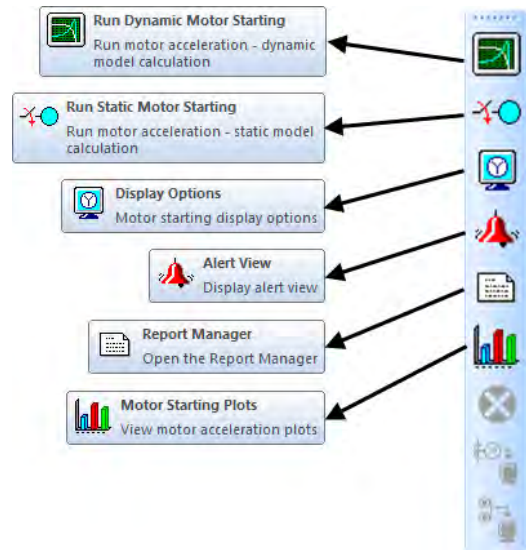 Run Dynamic Motor Starting
Run motor acceleration - dynamic
model calculation
Run Static Motor Starting
Run motor acceleration - static model
calculation
Display Options
Motor starting display options
Alert View
Display alert view
Report Manager
Open the Report Manager
Motor Starting Plots
View motor acceleration plots